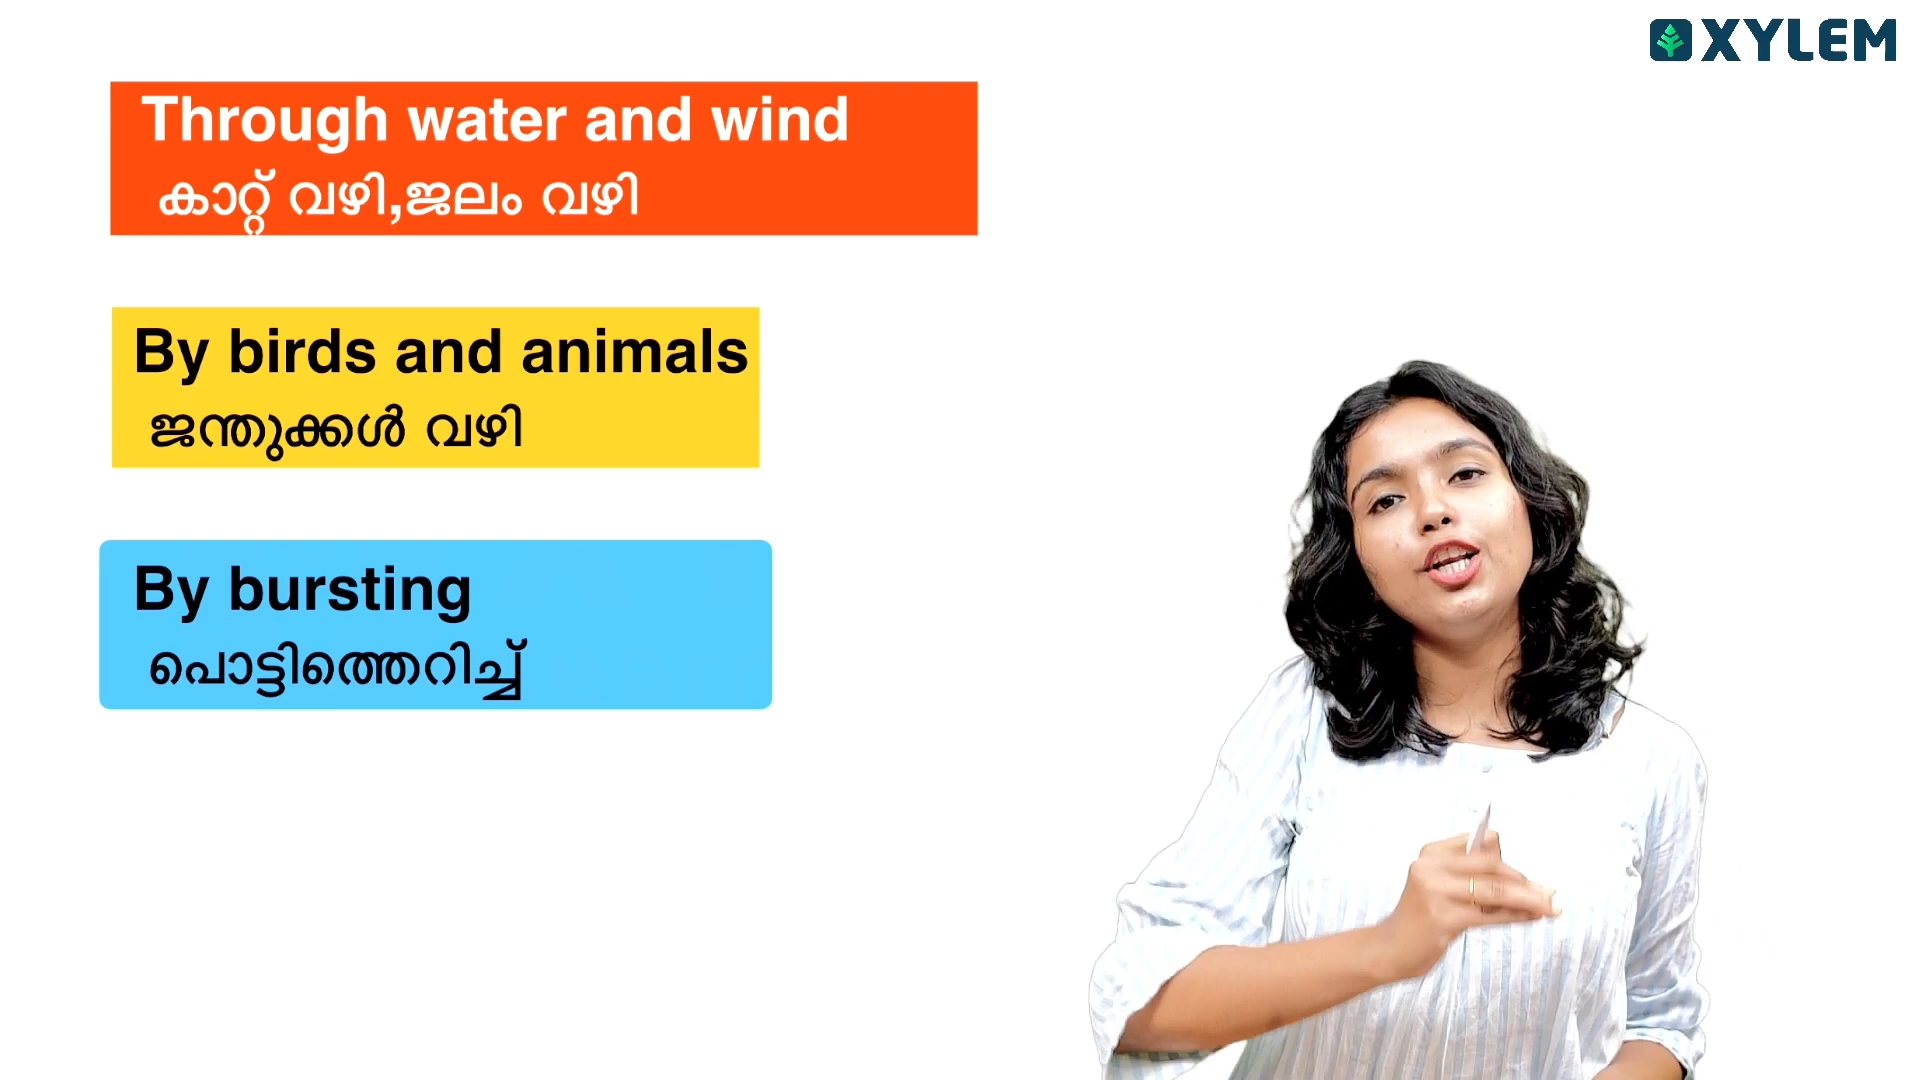 XYLEM
Through water and wind
കാറ്റ് വഴി,ജലം വഴി
By birds and animals
ജന്തുക്കൾ വഴി
By bursting
പൊട്ടിത്തെറിച്ച്